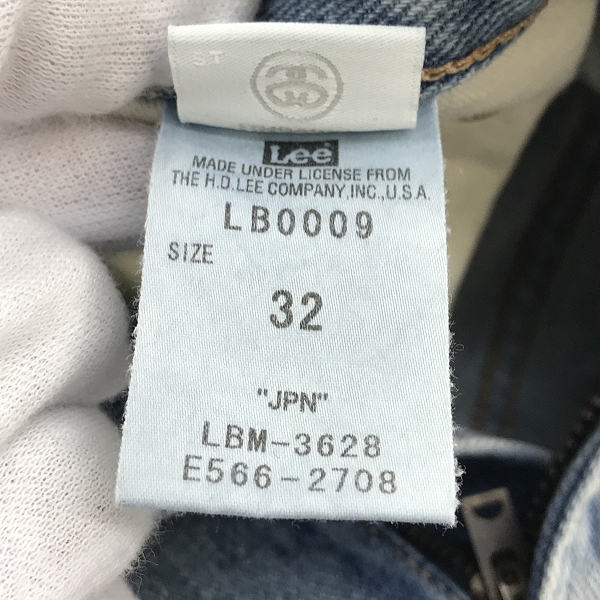 ST
Lee
MADE UNDER LICENSE FROM
THE H.D.LEE COMPANY,INC.,U.S.A.
LB0009
SIZE
32
"JPN"
LBM-3628
E566-2708